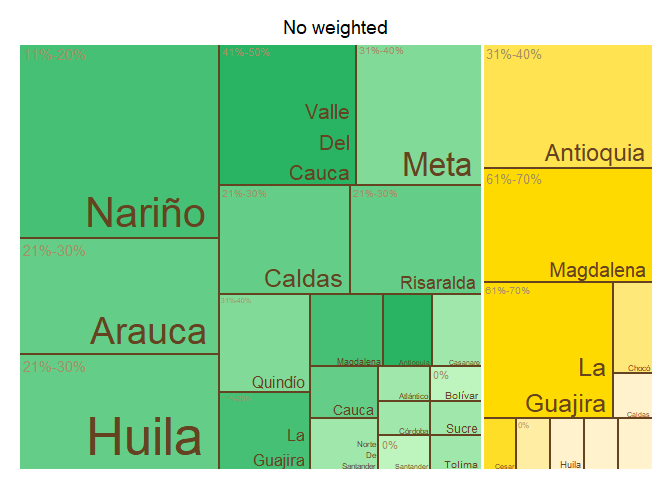 No weighted
11%-20%
Nariño
21%-30%
Arauca
21%-30%
Huila
41%-50%
Valle
Del
Cauca
31%-40%
Meta
21%-30%
Caldas
21%-30%
Risaralda
31%-40%
Quindío
La
Guajira
Magdalena
Antioquia
Casanare
Cauca
Atlántico
0%
Bolívar
Córdoba
Sucre
Norte
De
Santander
0%
Santander
Tolima
31%-40%
Antioquia
61%-70%
Magdalena
61%-70%
La
Guajira
Chocó
Caldas
Cesar
0%
Huila